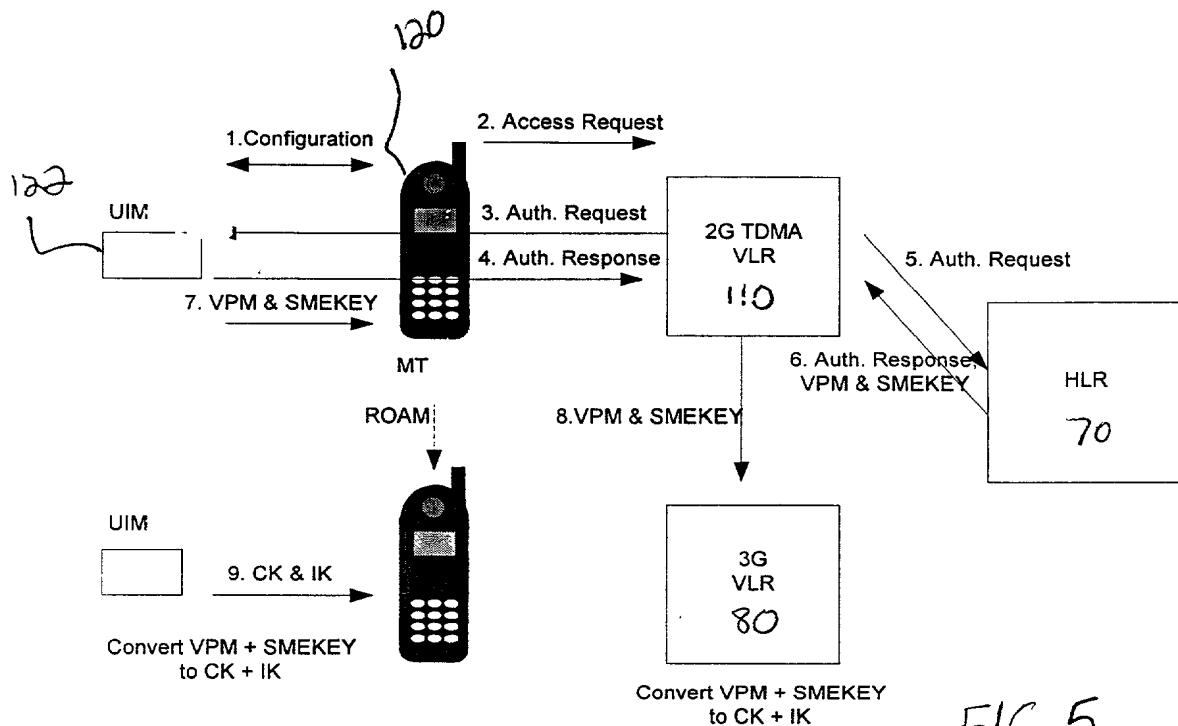 120
1.Configuration
2. Access Request
122
UIM
3. Auth. Request
2G TDMA
VLR
110
4. Auth. Response
5. Auth. Request
7. VPM & SMEKEY
MT
6. Auth. Response,
VPM & SMEKEY
HLR
70
ROAM
8.VPM & SMEKEY
UIM
9. CK & IK
3G
VLR
80
Convert VPM + SMEKEY
to CK + IK
Convert VPM + SMEKEY
to CK + IK
FIG. 5